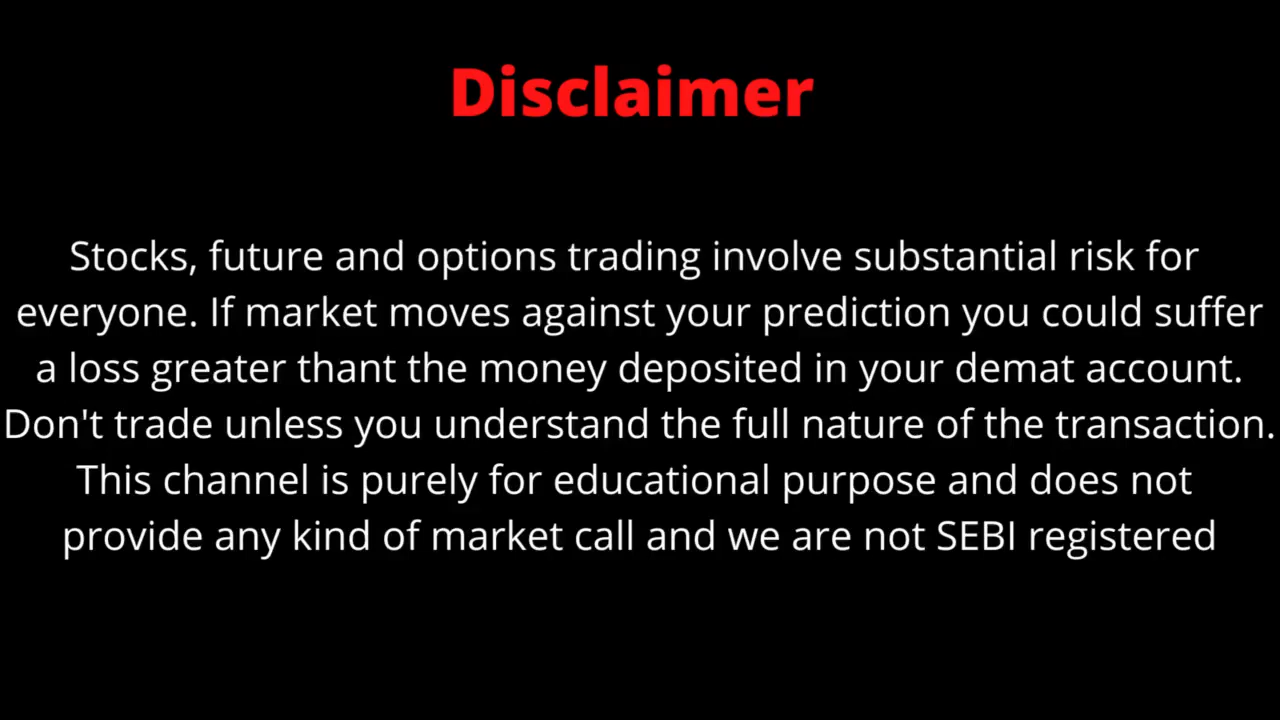 Disclaimer
Stocks, future and options trading involve substantial risk for
everyone. If market moves against your prediction you could suffer
a loss greater thant the money deposited in your demat account.
Don't trade unless you understand the full nature of the transaction.
This channel is purely for educational purpose and does not
provide any kind of market call and we are not SEBI registered